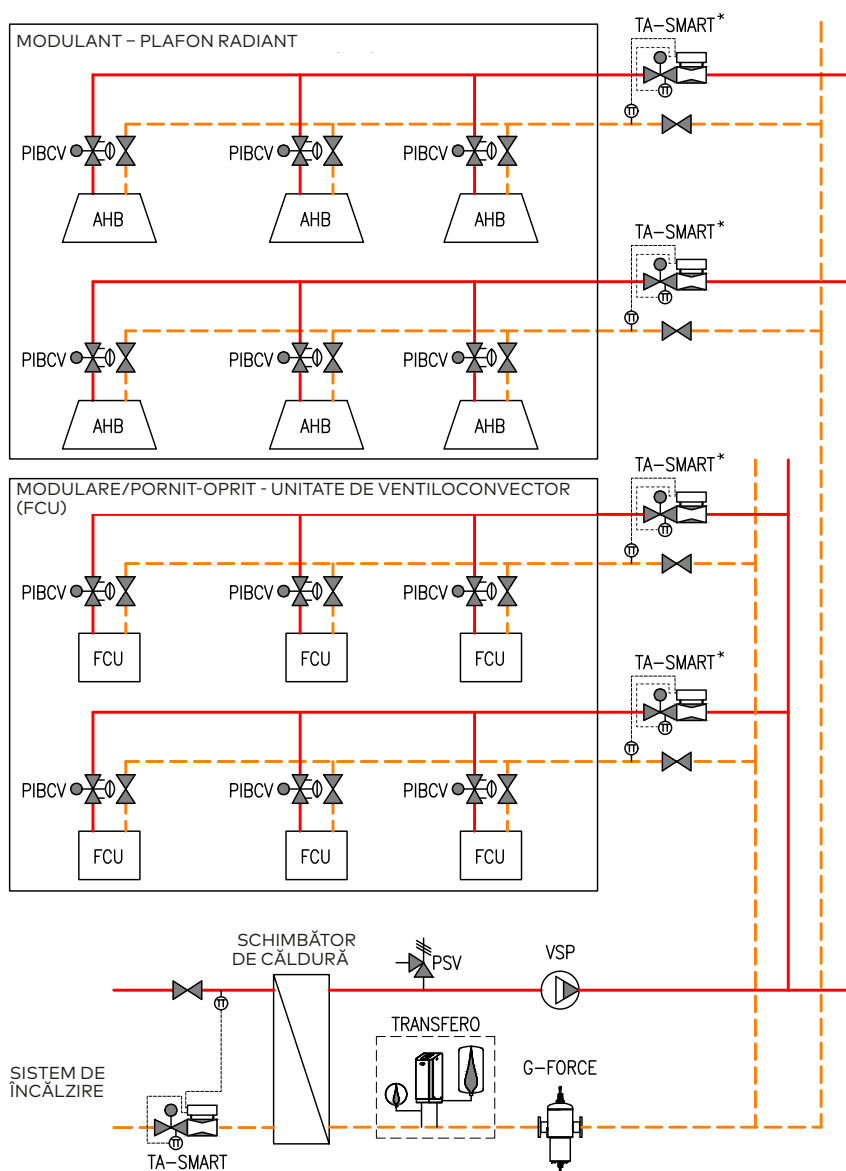 MODULANT – PLAFON RADIANT
TA-SMART*
PIBCV
PIBCV
PIBCV
AHB
AHB
AHB
TA-SMART*
PIBCV
PIBCV
PIBCV
AHB
AHB
AHB
MODULARE/PORNIT-OPRIT - UNITATE DE VENTILOCONVECTOR
(FCU)
TA-SMART*
PIBCV
PIBCV
PIBCV
FCU
FCU
FCU
TA-SMART*
PIBCV
PIBCV
PIBCV
FCU
FCU
FCU
SCHIMBĂTOR
DE CĂLDURĂ
PSV
VSP
TRANSFERO
G-FORCE
SISTEM DE
ÎNCĂLZIRE
TA-SMART